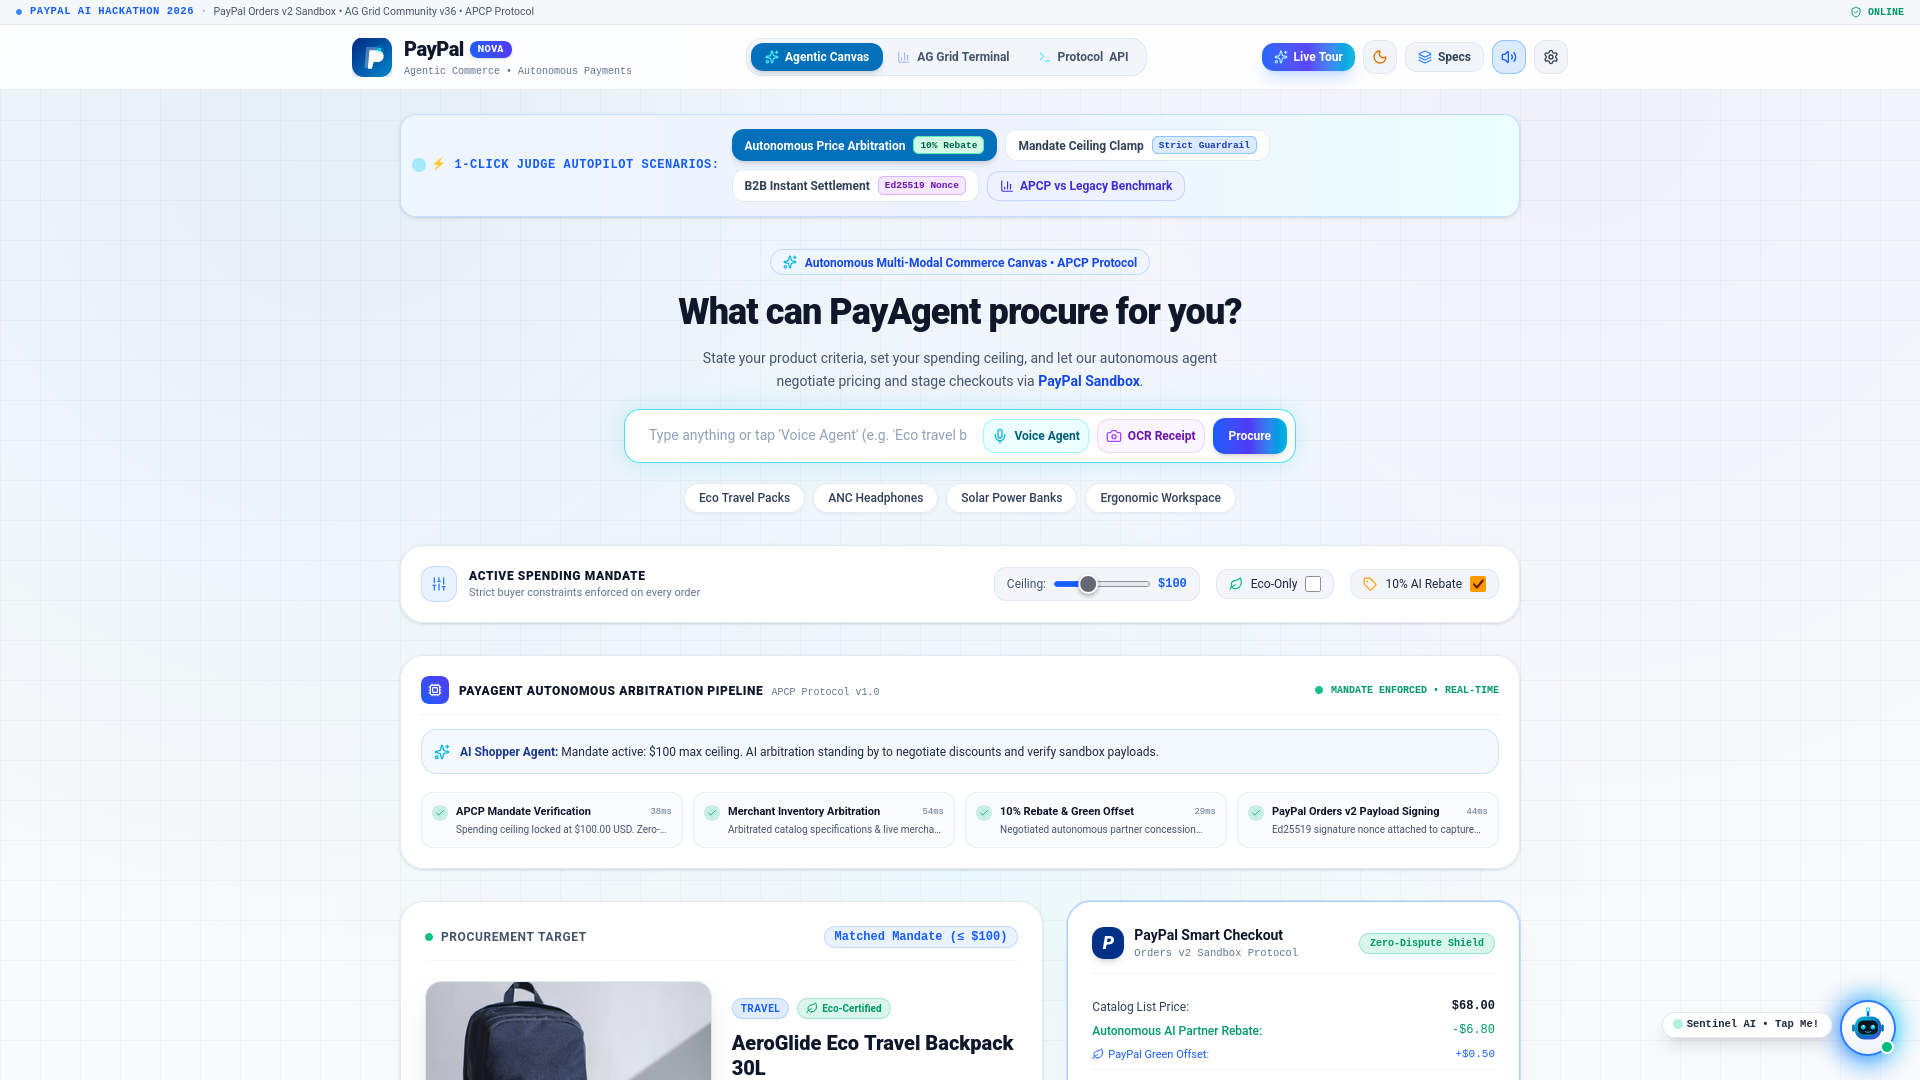 PAYPAL AI HACKATHON 2026 • PayPal Orders v2 Sandbox • AG Grid Community v36 • APCP Protocol
ONLINE
PayPal NOVA
Agentic Commerce • Autonomous Payments
Agentic Canvas
AG Grid Terminal
Protocol API
Live Tour
Specs
⚡ 1-CLICK JUDGE AUTOPILOT SCENARIOS:
Autonomous Price Arbitration 10% Rebate
Mandate Ceiling Clamp Strict Guardrail
B2B Instant Settlement Ed25519 Nonce
APCP vs Legacy Benchmark
Autonomous Multi-Modal Commerce Canvas • APCP Protocol
What can PayAgent procure for you?
State your product criteria, set your spending ceiling, and let our autonomous agent
negotiate pricing and stage checkouts via PayPal Sandbox.
Type anything or tap 'Voice Agent' (e.g. 'Eco travel b
Voice Agent
OCR Receipt
Procure
Eco Travel Packs
ANC Headphones
Solar Power Banks
Ergonomic Workspace
ACTIVE SPENDING MANDATE
Strict buyer constraints enforced on every order
Ceiling: $100
Eco-Only
10% AI Rebate
PAYAGENT AUTONOMOUS ARBITRATION PIPELINE APCP Protocol v1.0
MANDATE ENFORCED • REAL-TIME
AI Shopper Agent: Mandate active: $100 max ceiling. AI arbitration standing by to negotiate discounts and verify sandbox payloads.
APCP Mandate Verification 38ms
Spending ceiling locked at $100.00 USD. Zero-...
Merchant Inventory Arbitration 54ms
Arbitrated catalog specifications & live mercha...
10% Rebate & Green Offset 29ms
Negotiated autonomous partner concession...
PayPal Orders v2 Payload Signing 44ms
Ed25519 signature nonce attached to capture...
PROCUREMENT TARGET
Matched Mandate (≤ $100)
TRAVEL
Eco-Certified
AeroGlide Eco Travel Backpack
30L
P
PayPal Smart Checkout
Orders v2 Sandbox Protocol
Zero-Dispute Shield
Catalog List Price: $68.00
Autonomous AI Partner Rebate: -$6.80
PayPal Green Offset: +$0.50
Sentinel AI • Tap Me!